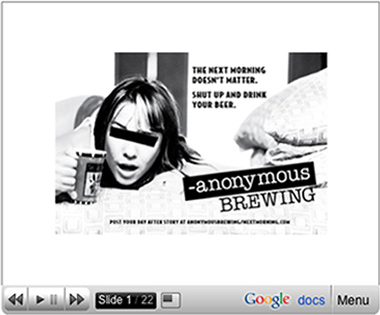 THE NEXT MORNING
DOESN'T MATTER.
SHUT UP AND DRINK
YOUR BEER.
-anonymous
BREWING
POST YOUR DAY AFTER STORY AT ANONYMOUSBREWING/NEXTMORNING.COM
Slide 1 / 22
Google docs
Menu